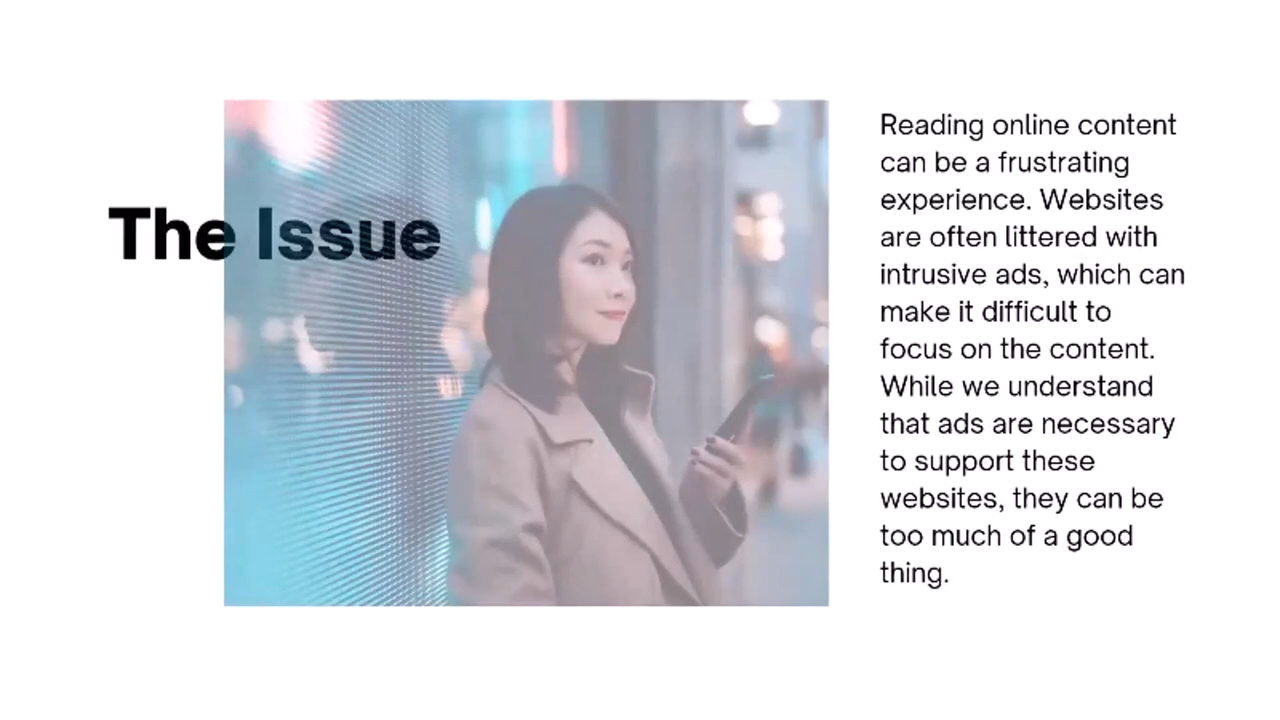 The Issue
Reading online content
can be a frustrating
experience. Websites
are often littered with
intrusive ads, which can
make it difficult to
focus on the content.
While we understand
that ads are necessary
to support these
websites, they can be
too much of a good
thing.